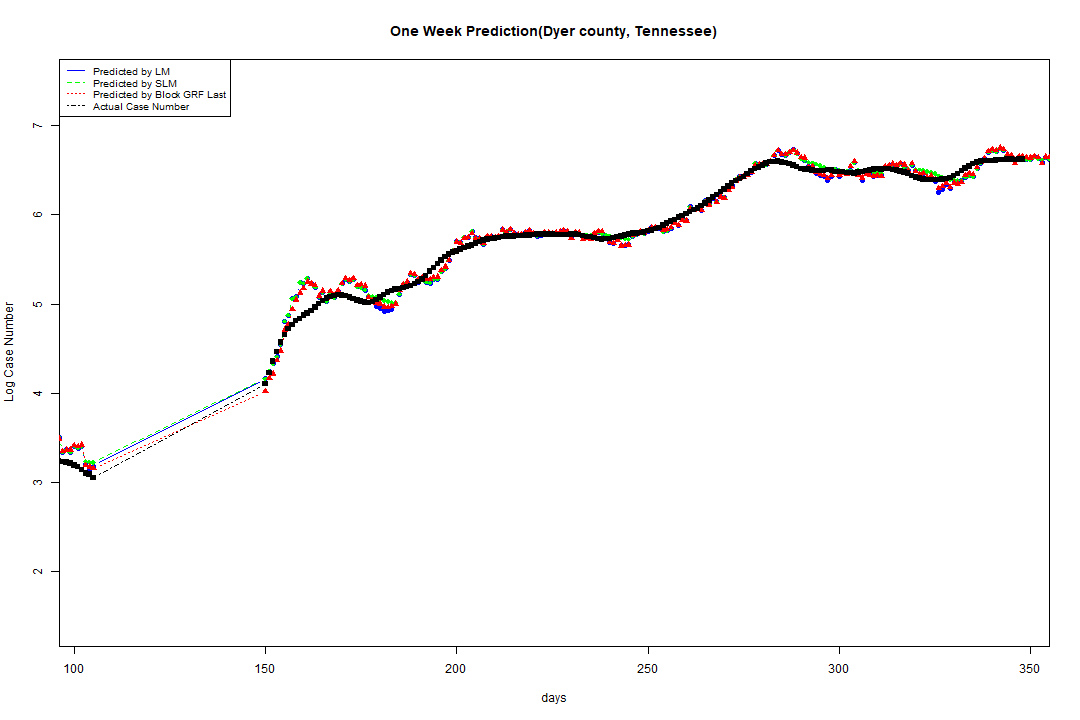 One Week Prediction(Dyer county, Tennessee)
Predicted by LM
Predicted by SLM
Predicted by Block GRF Last
Actual Case Number
Log Case Number
7
6
5
4
3
2
100 150 200 250 300 350
days